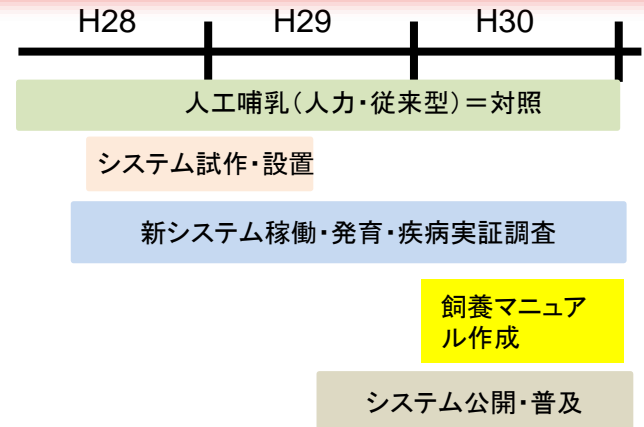 H28 H29 H30
人工哺乳(人力・従来型)=対照
システム試作・設置
新システム稼働・発育・疾病実証調査
飼養マニュア
ル作成
システム公開・普及